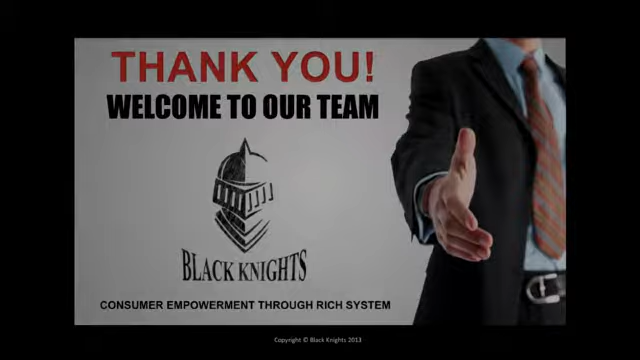 THANK YOU!
WELCOME TO OUR TEAM
BLACK KNIGHTS
CONSUMER EMPOWERMENT THROUGH RICH SYSTEM
Copyright © Black Knights 2013